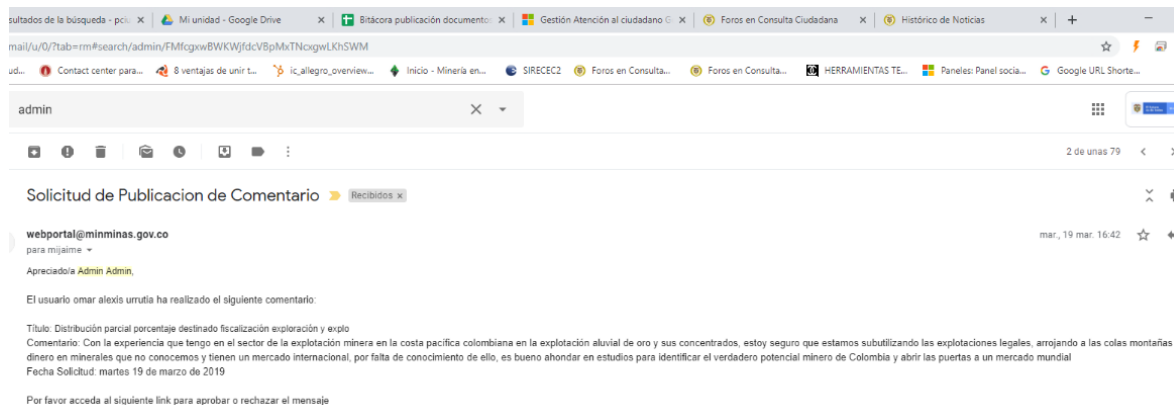 sultados de la búsqueda - pciu
Mi unidad - Google Drive
Bitácora publicación documento
Gestión Atención al ciudadano G
Foros en Consulta Ciudadana
Histórico de Noticias
mail/u/0/?tab=rm#search/admin/FMfcgxwBWKWjfdcVBpMxTNcxgwLKhSWM
ud...
Contact center para...
8 ventajas de unir t...
ic_allegro_overview...
Inicio - Minería en...
SIRECEC2
Foros en Consulta...
Foros en Consulta...
HERRAMIENTAS TE...
Paneles: Panel socia...
Google URL Shorte...
admin
2 de unas 79
Solicitud de Publicacion de Comentario
Recibidos x
webportal@minminas.gov.co
mar., 19 mar. 16:42
para mijaime
Apreciado/a Admin Admin,
El usuario omar alexis urrutia ha realizado el siguiente comentario:
Título: Distribución parcial porcentaje destinado fiscalización exploración y explo
Comentario: Con la experiencia que tengo en el sector de la explotación minera en la costa pacífica colombiana en la explotación aluvial de oro y sus concentrados, estoy seguro que estamos subutilizando las explotaciones legales, arrojando a las colas montañas
dinero en minerales que no conocemos y tienen un mercado internacional, por falta de conocimiento de ello, es bueno ahondar en estudios para identificar el verdadero potencial minero de Colombia y abrir las puertas a un mercado mundial
Fecha Solicitud: martes 19 de marzo de 2019
Por favor acceda al siguiente link para aprobar o rechazar el mensaje